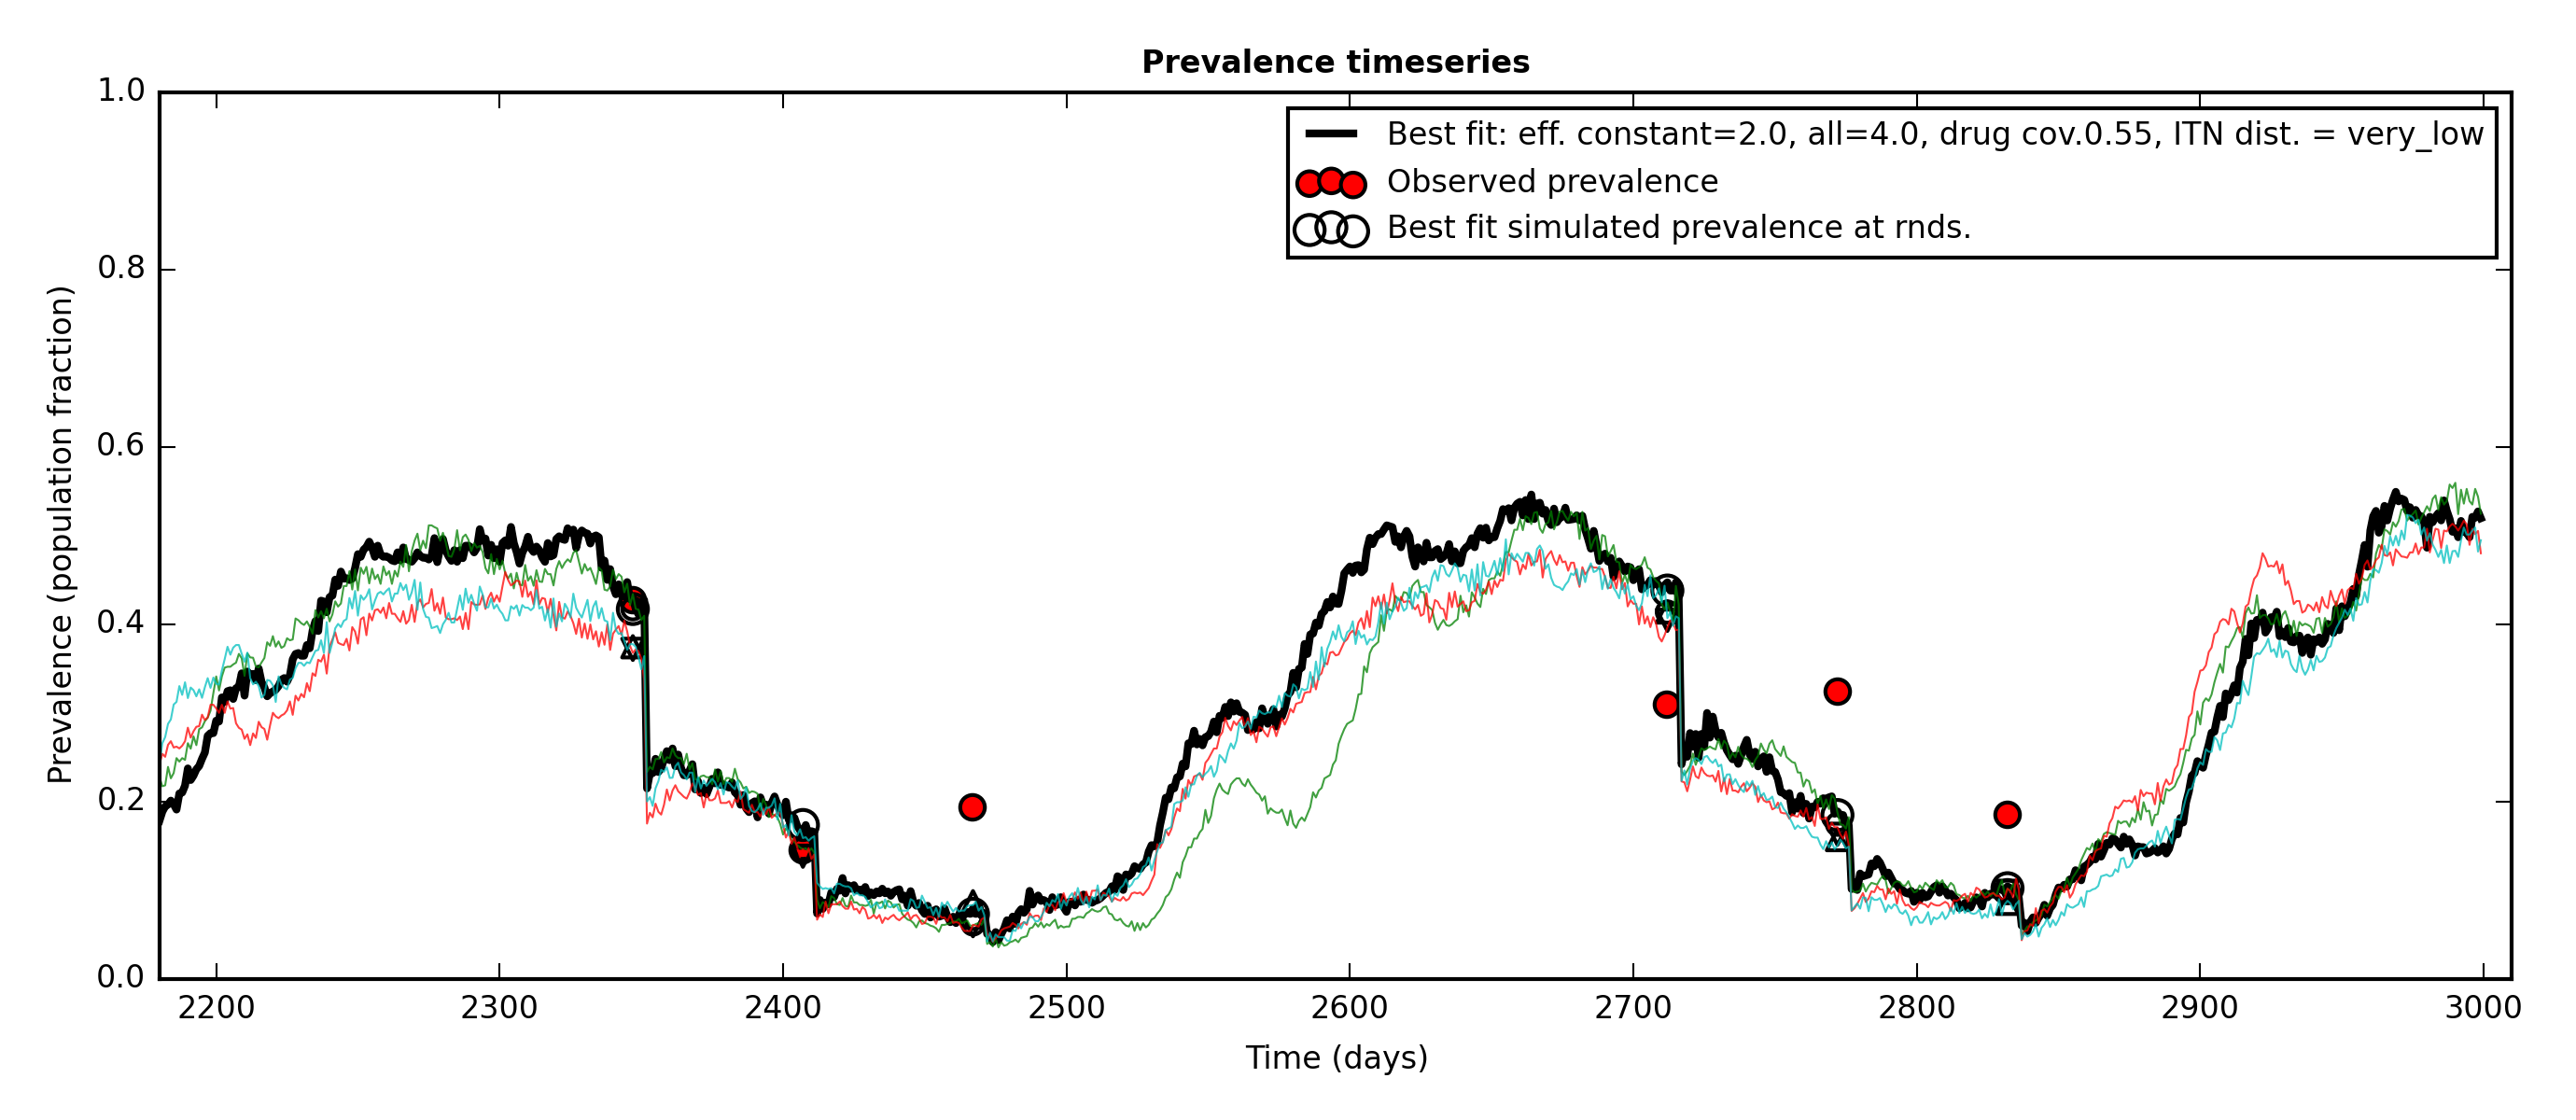 Prevalence timeseries
Prevalence (population fraction)
1.0
0.8
0.6
0.4
0.2
0.0
Best fit: eff. constant=2.0, all=4.0, drug cov.0.55, ITN dist. = very_low
Observed prevalence
Best fit simulated prevalence at rnds.
2200 2300 2400 2500 2600 2700 2800 2900 3000
Time (days)